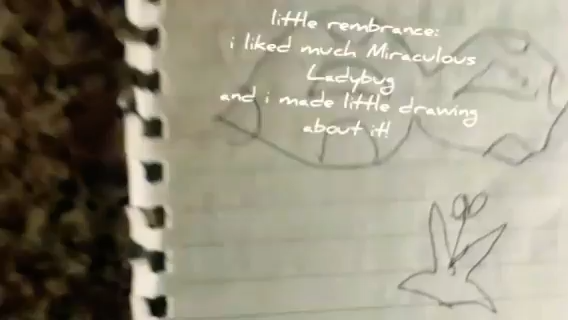 little rembrance:
i liked much Miraculous
Ladybug
and i made little drawing
about it!